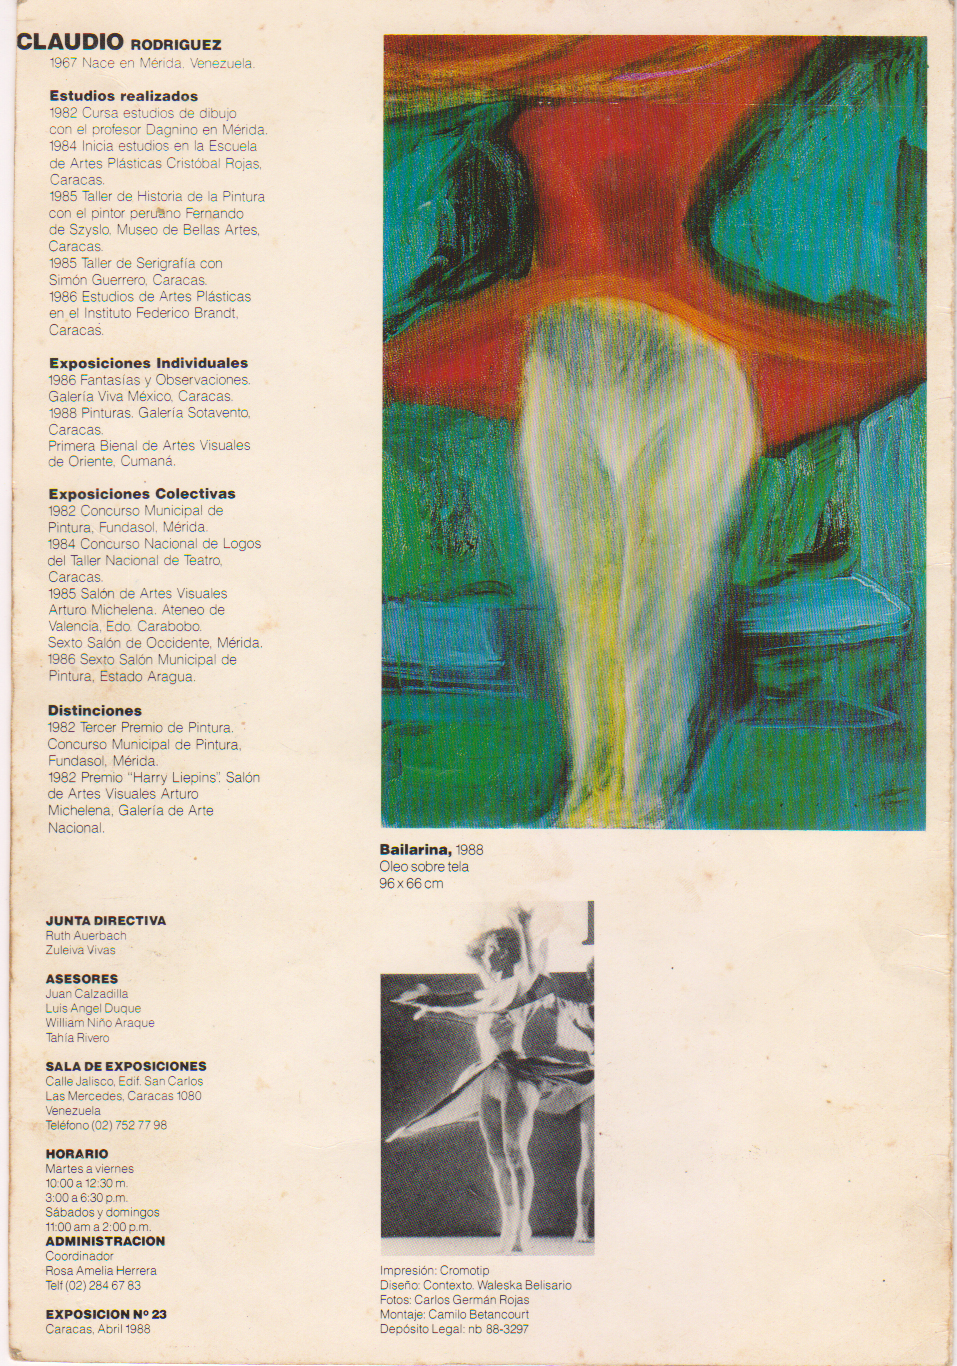 CLAUDIO RODRIGUEZ
1967 Nace en Mérida. Venezuela.
Estudios realizados
1982 Cursa estudios de dibujo
con el profesor Dagnino en Mérida.
1984 Inicia estudios en la Escuela
de Artes Plásticas Cristóbal Rojas,
Caracas.
1985 Taller de Historia de la Pintura
con el pintor peruano Fernando
de Szyslo. Museo de Bellas Artes,
Caracas.
1985 Taller de Serigrafía con
Simón Guerrero, Caracas.
1986 Estudios de Artes Plásticas
en el Instituto Federico Brandt,
Caracas.
Exposiciones Individuales
1986 Fantasías y Observaciones.
Galería Viva México, Caracas.
1988 Pinturas. Galería Sotavento,
Caracas.
Primera Bienal de Artes Visuales
de Oriente, Cumaná.
Exposiciones Colectivas
1982 Concurso Municipal de
Pintura, Fundasol, Mérida.
1984 Concurso Nacional de Logos
del Taller Nacional de Teatro,
Caracas.
1985 Salón de Artes Visuales
Arturo Michelena. Ateneo de
Valencia, Edo. Carabobo.
Sexto Salón de Occidente, Mérida.
1986 Sexto Salón Municipal de
Pintura, Estado Aragua.
Distinciones
1982 Tercer Premio de Pintura.
Concurso Municipal de Pintura,
Fundasol, Mérida.
1982 Premio "Harry Liepins". Salón
de Artes Visuales Arturo
Michelena, Galería de Arte
Nacional.
Bailarina, 1988
Oleo sobre tela
96 x 66 cm
JUNTA DIRECTIVA
Ruth Auerbach
Zuleiva Vivas
ASESORES
Juan Calzadilla
Luis Angel Duque
William Niño Araque
Tahía Rivero
SALA DE EXPOSICIONES
Calle Jalisco, Edif. San Carlos
Las Mercedes, Caracas 1080
Venezuela
Teléfono (02) 752 77 98
HORARIO
Martes a viernes
10:00 a 12:30 m.
3:00 a 6:30 p.m.
Sábados y domingos
11:00 am a 2:00 p.m.
ADMINISTRACION
Coordinador
Rosa Amelia Herrera
Telf (02) 284 67 83
EXPOSICION Nº 23
Caracas, Abril 1988
Impresión: Cromotip
Diseño: Contexto. Waleska Belisario
Fotos: Carlos Germán Rojas
Montaje: Camilo Betancourt
Depósito Legal: nb 88-3297